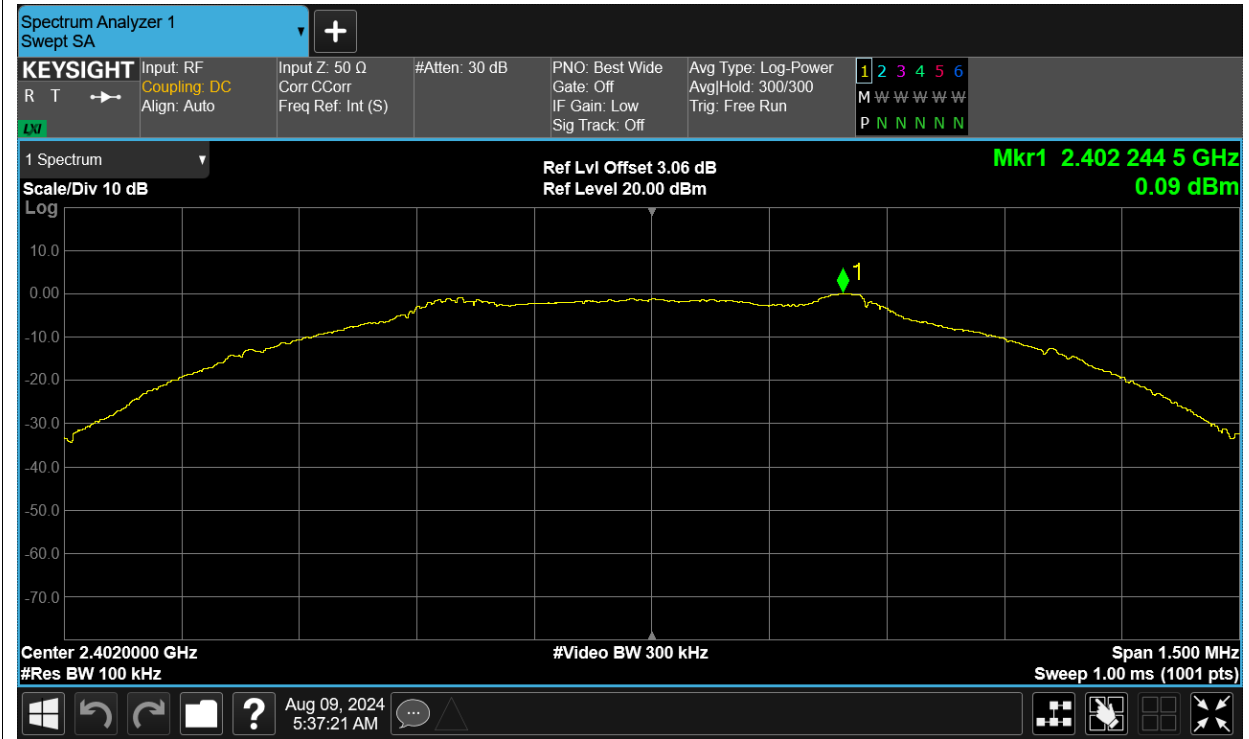 Spectrum Analyzer 1
Swept SA
KEYSIGHT
R T
LXI
Input: RF
Coupling: DC
Align: Auto
Input Z: 50 Ω
Corr CCorr
Freq Ref: Int (S)
#Atten: 30 dB
PNO: Best Wide
Gate: Off
IF Gain: Low
Sig Track: Off
Avg Type: Log-Power
Avg|Hold: 300/300
Trig: Free Run
1 2 3 4 5 6
M W W W W W
P N N N N N
1 Spectrum
Scale/Div 10 dB
Ref Lvl Offset 3.06 dB
Ref Level 20.00 dBm
Mkr1 2.402 244 5 GHz
0.09 dBm
Log
10.0
0.00
-10.0
-20.0
-30.0
-40.0
-50.0
-60.0
-70.0
1
Center 2.4020000 GHz
#Res BW 100 kHz
#Video BW 300 kHz
Span 1.500 MHz
Sweep 1.00 ms (1001 pts)
?
Aug 09, 2024
5:37:21 AM